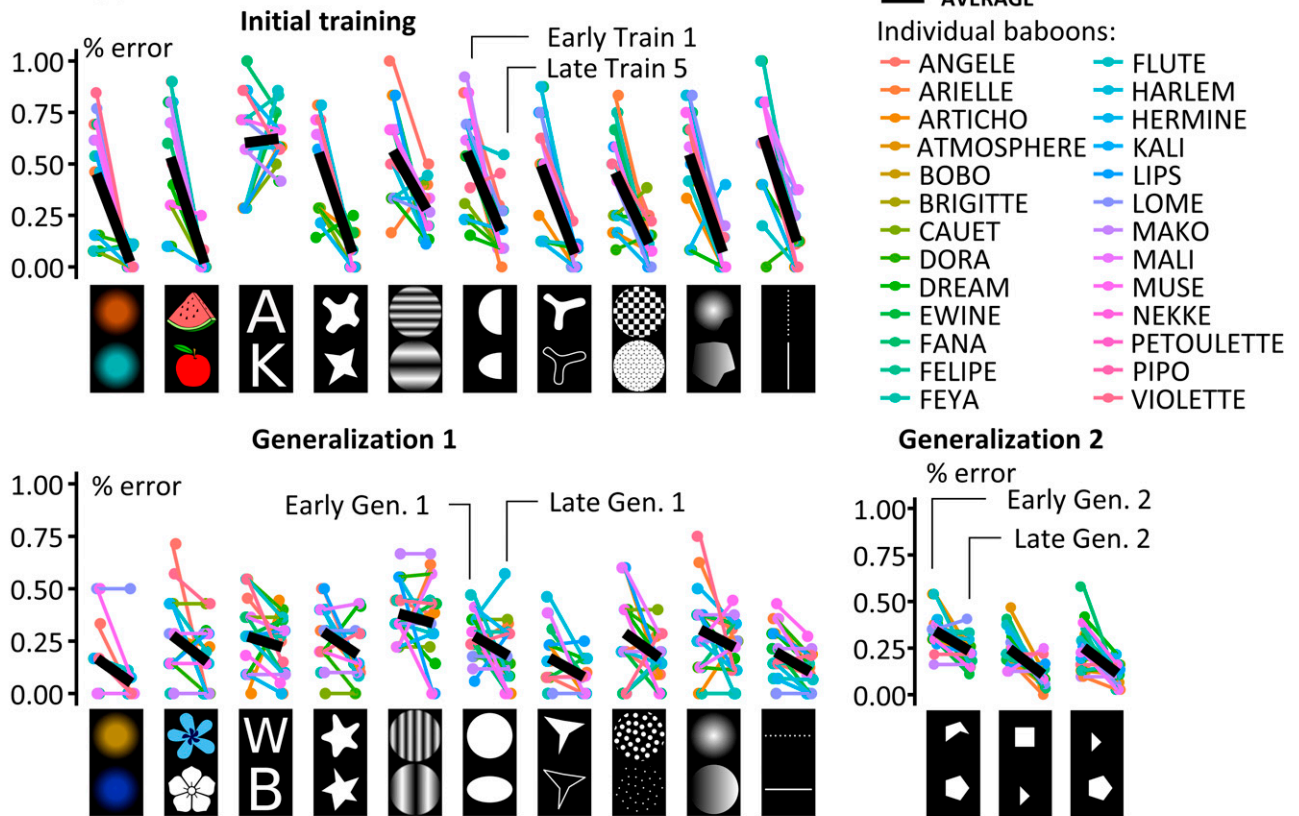 AVERAGE
Initial training
% error
Early Train 1
Late Train 5
1.00
0.75
0.50
0.25
0.00
A
K
Individual baboons:
ANGELE
ARIELLE
ARTICHO
ATMOSPHERE
BOBO
BRIGITTE
CAUET
DORA
DREAM
EWINE
FANA
FELIPE
FEYA
FLUTE
HARLEM
HERMINE
KALI
LIPS
LOME
MAKO
MALI
MUSE
NEKKE
PETOULETTE
PIPO
VIOLETTE
Generalization 1
% error
Early Gen. 1
Late Gen. 1
1.00
0.75
0.50
0.25
0.00
W
B
Generalization 2
% error
Early Gen. 2
Late Gen. 2
1.00
0.75
0.50
0.25
0.00